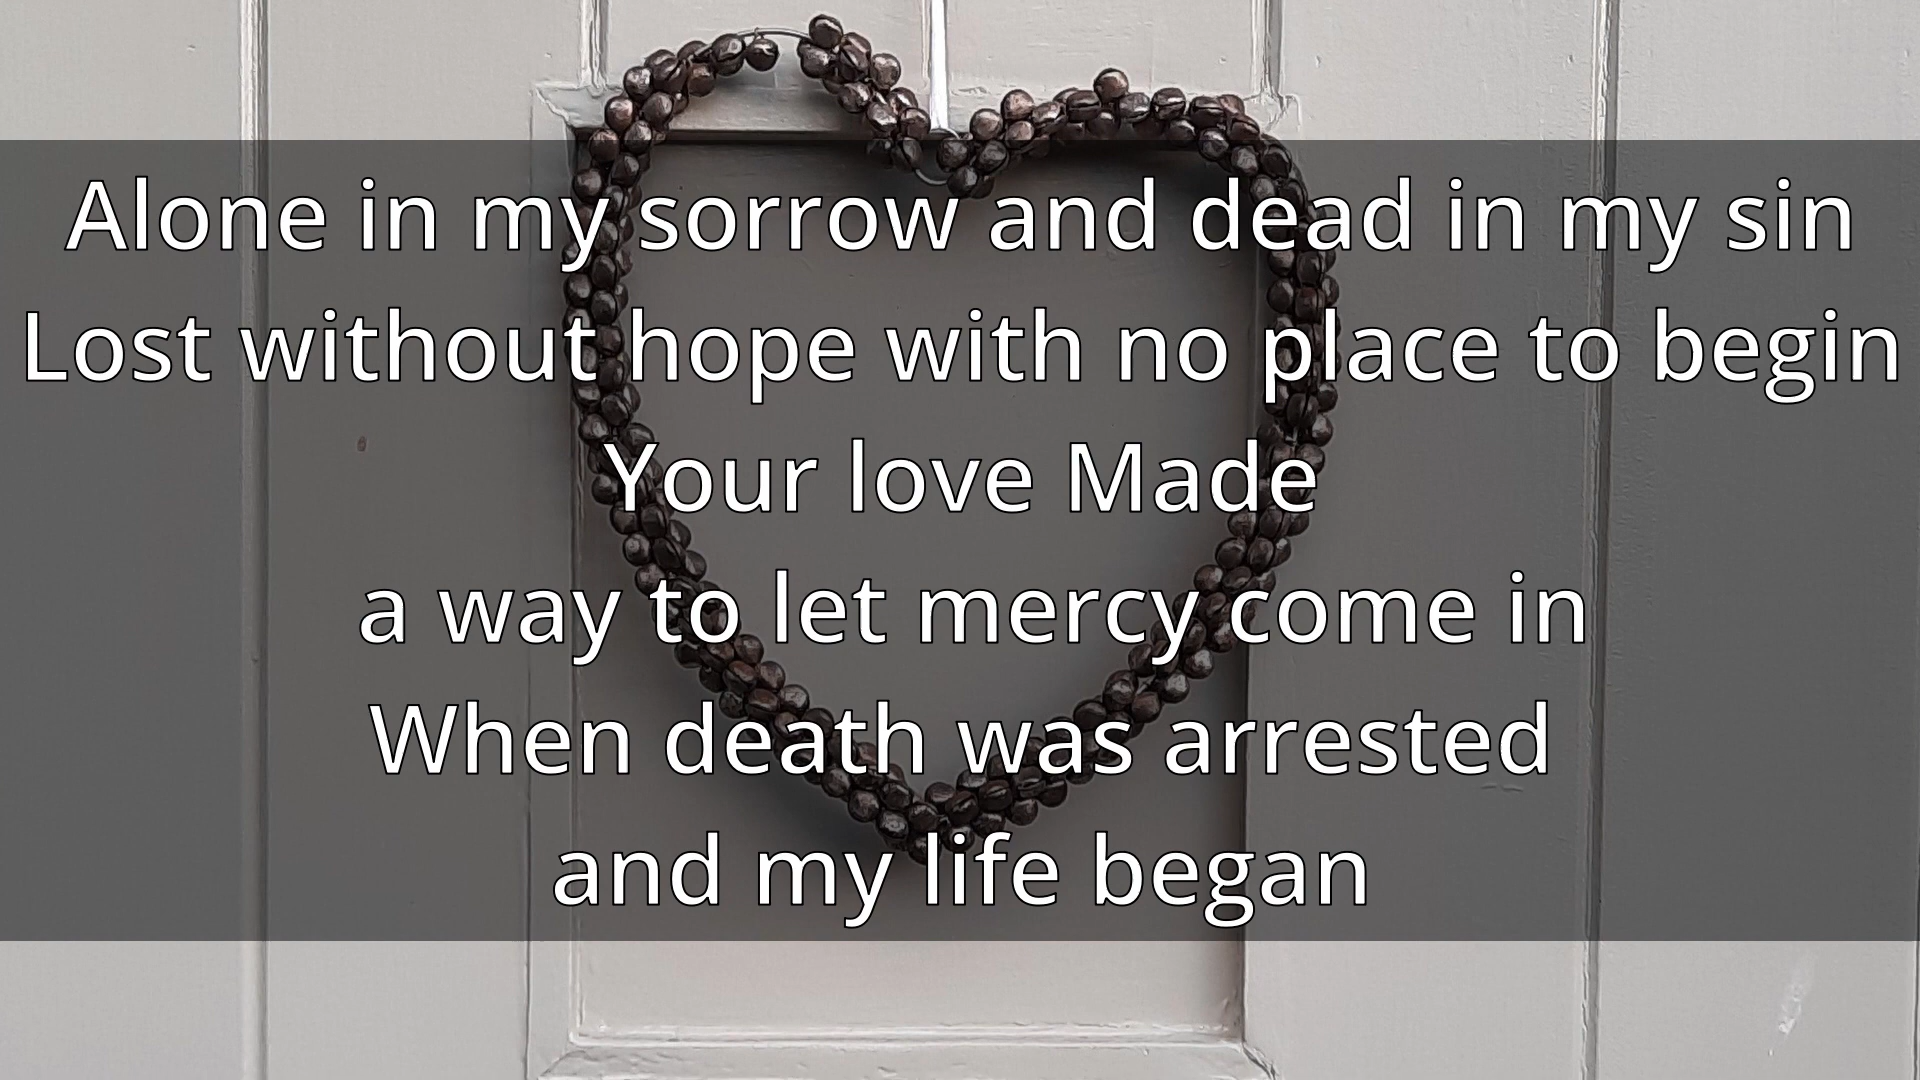 Alone in my sorrow and dead in my sin
Lost without hope with no place to begin
Your love Made
a way to let mercy come in
When death was arrested
and my life began